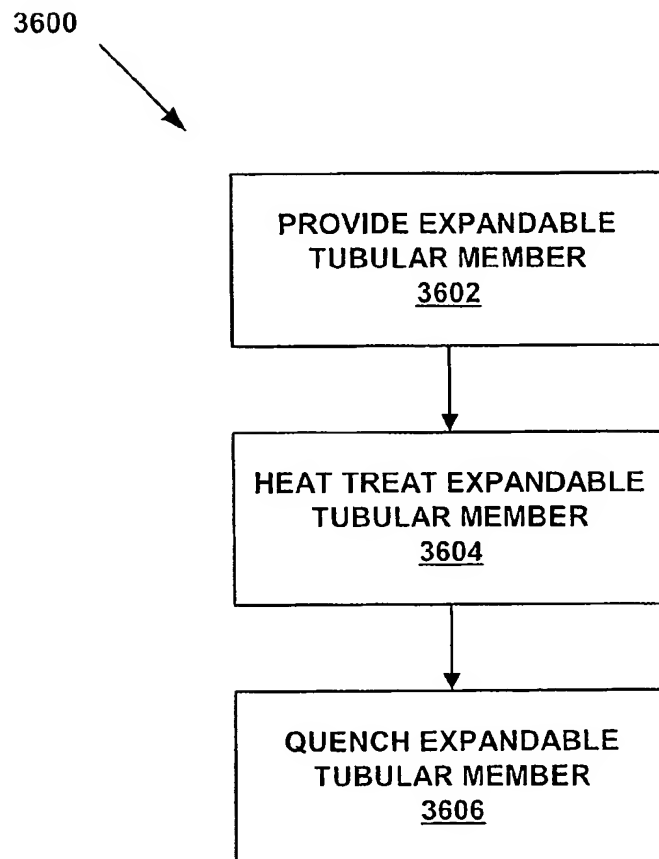 3600
PROVIDE EXPANDABLE
TUBULAR MEMBER
3602
HEAT TREAT EXPANDABLE
TUBULAR MEMBER
3604
QUENCH EXPANDABLE
TUBULAR MEMBER
3606